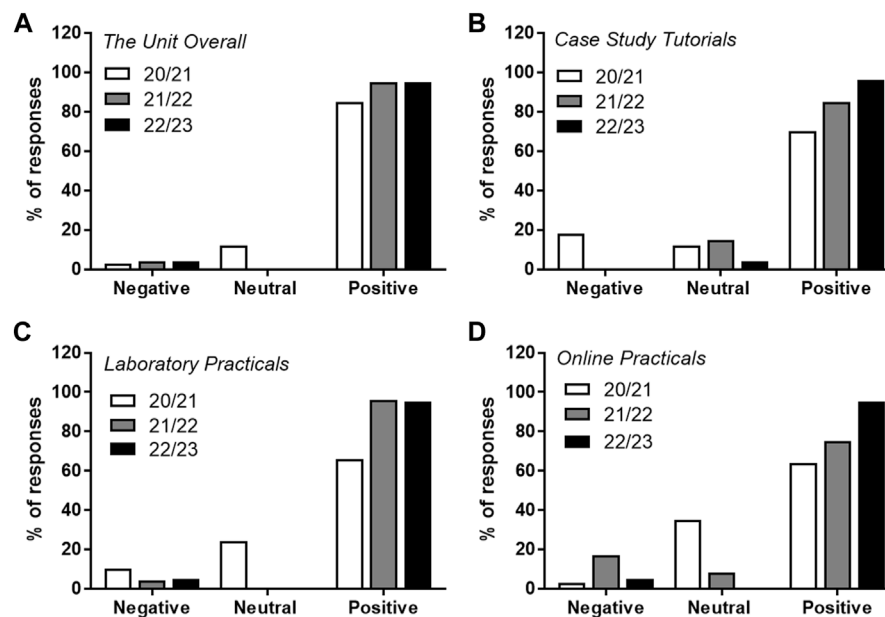 A
The Unit Overall
20/21
21/22
22/23
% of responses
120
100
80
60
40
20
0
Negative Neutral Positive
B
Case Study Tutorials
20/21
21/22
22/23
% of responses
120
100
80
60
40
20
0
Negative Neutral Positive
C
Laboratory Practicals
20/21
21/22
22/23
% of responses
120
100
80
60
40
20
0
Negative Neutral Positive
D
Online Practicals
20/21
21/22
22/23
% of responses
120
100
80
60
40
20
0
Negative Neutral Positive